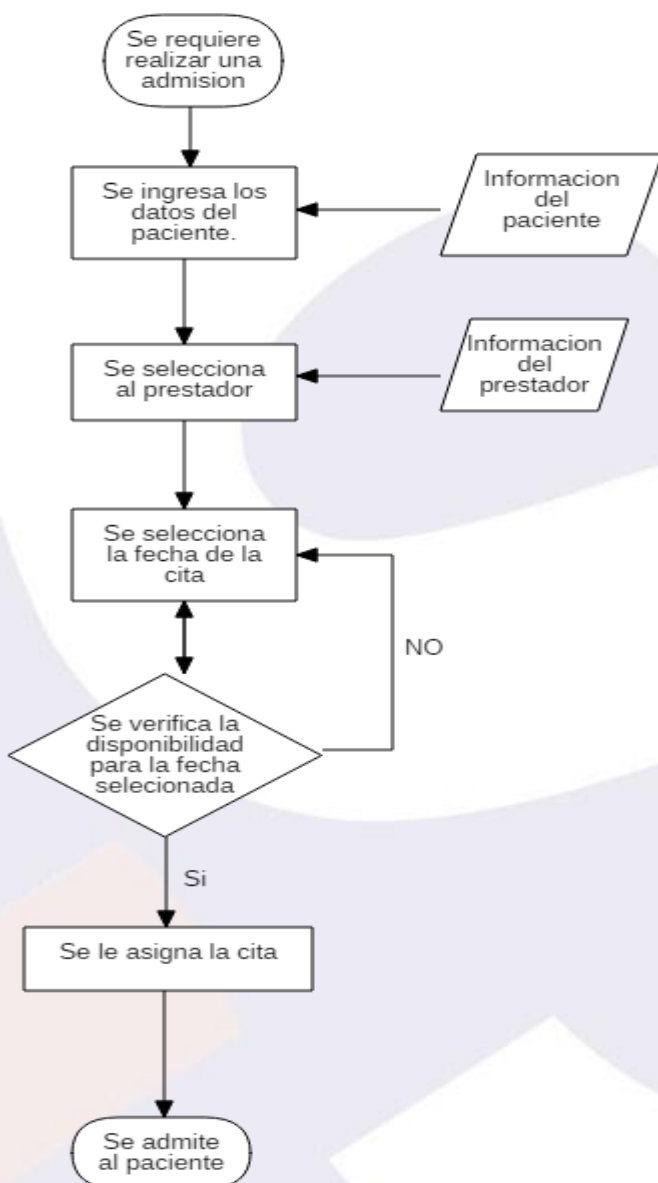 Se requiere
realizar una
admision
Se ingresa los
datos del
paciente.
Informacion
del
paciente
Se selecciona
al prestador
Informacion
del
prestador
Se selecciona
la fecha de la
cita
NO
Se verifica la
disponibilidad
para la fecha
selecionada
Si
Se le asigna la cita
Se admite
al paciente